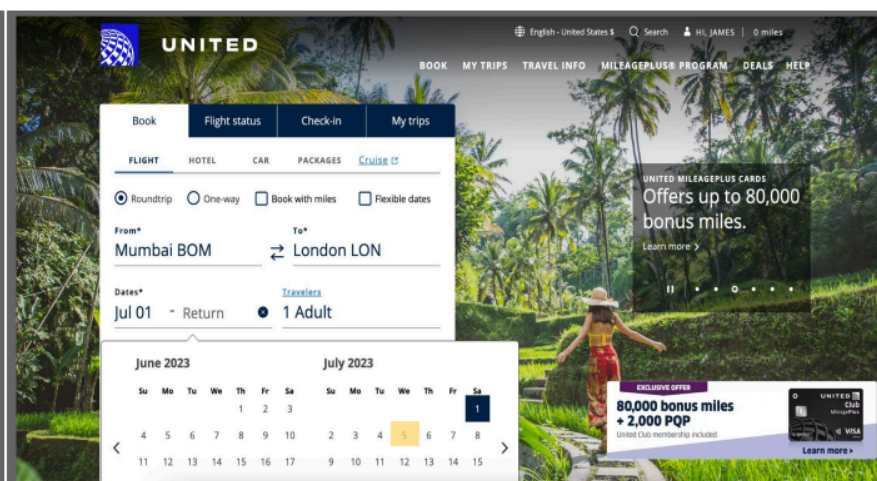 UNITED
English - United States $ Search HI, JAMES | 0 miles
BOOK MY TRIPS TRAVEL INFO MILEAGEPLUS® PROGRAM DEALS HELP
Book Flight status Check-in My trips
FLIGHT HOTEL CAR PACKAGES Cruise
Roundtrip One-way Book with miles Flexible dates
From* To*
Mumbai BOM London LON
Dates* Travelers
Jul 01 - Return 1 Adult
June 2023 July 2023
Su Mo Tu We Th Fr Sa Su Mo Tu We Th Fr Sa
1 2 3 1
4 5 6 7 8 9 10 2 3 4 5 6 7 8
11 12 13 14 15 16 17 9 10 11 12 13 14 15
UNITED MILEAGEPLUS CARDS
Offers up to 80,000
bonus miles.
Learn more >
EXCLUSIVE OFFER
80,000 bonus miles
+ 2,000 PQP
United Club membership included.
UNITED
Club
MileagePlus
VISA
Learn more >